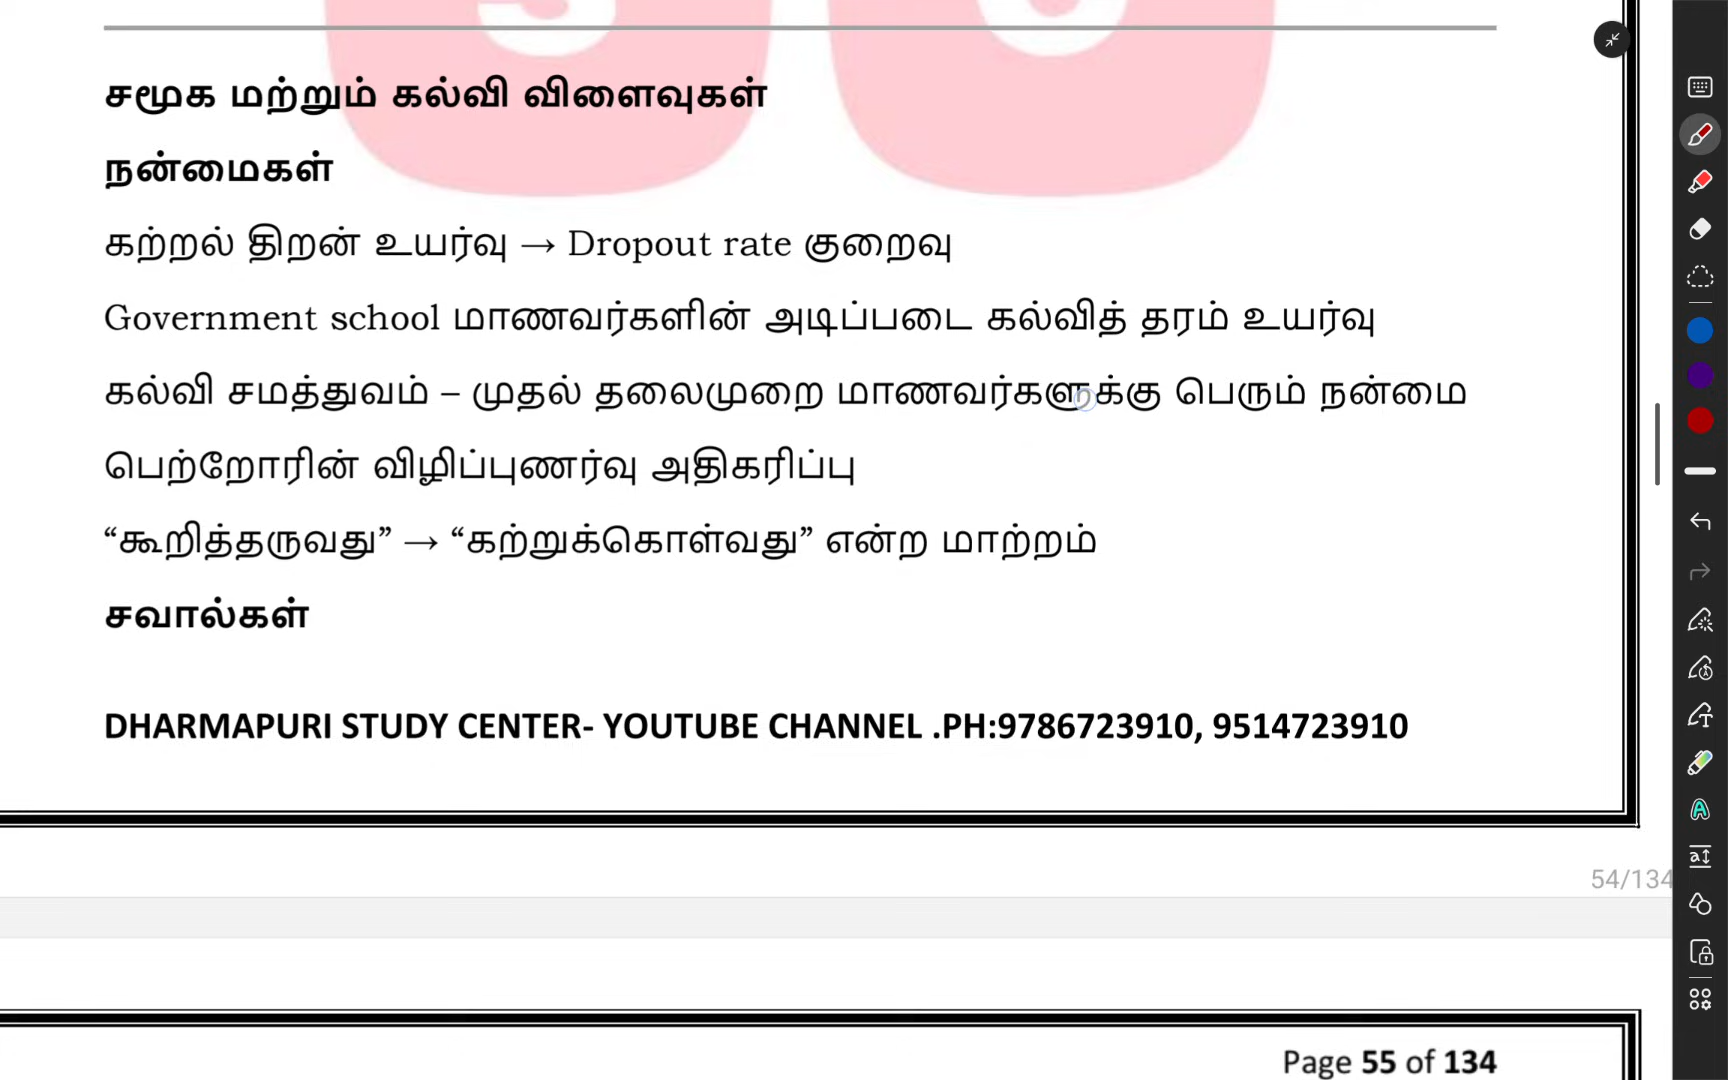 சமூக மற்றும் கல்வி விளைவுகள்
நன்மைகள்
கற்றல் திறன் உயர்வு → Dropout rate குறைவு
Government school மாணவர்களின் அடிப்படை கல்வித் தரம் உயர்வு
கல்வி சமத்துவம் – முதல் தலைமுறை மாணவர்களுக்கு பெரும் நன்மை
பெற்றோரின் விழிப்புணர்வு அதிகரிப்பு
“கூறித்தருவது” → “கற்றுக்கொள்வது” என்ற மாற்றம்
சவால்கள்
DHARMAPURI STUDY CENTER- YOUTUBE CHANNEL .PH:9786723910, 9514723910
54/134
Page 55 of 134